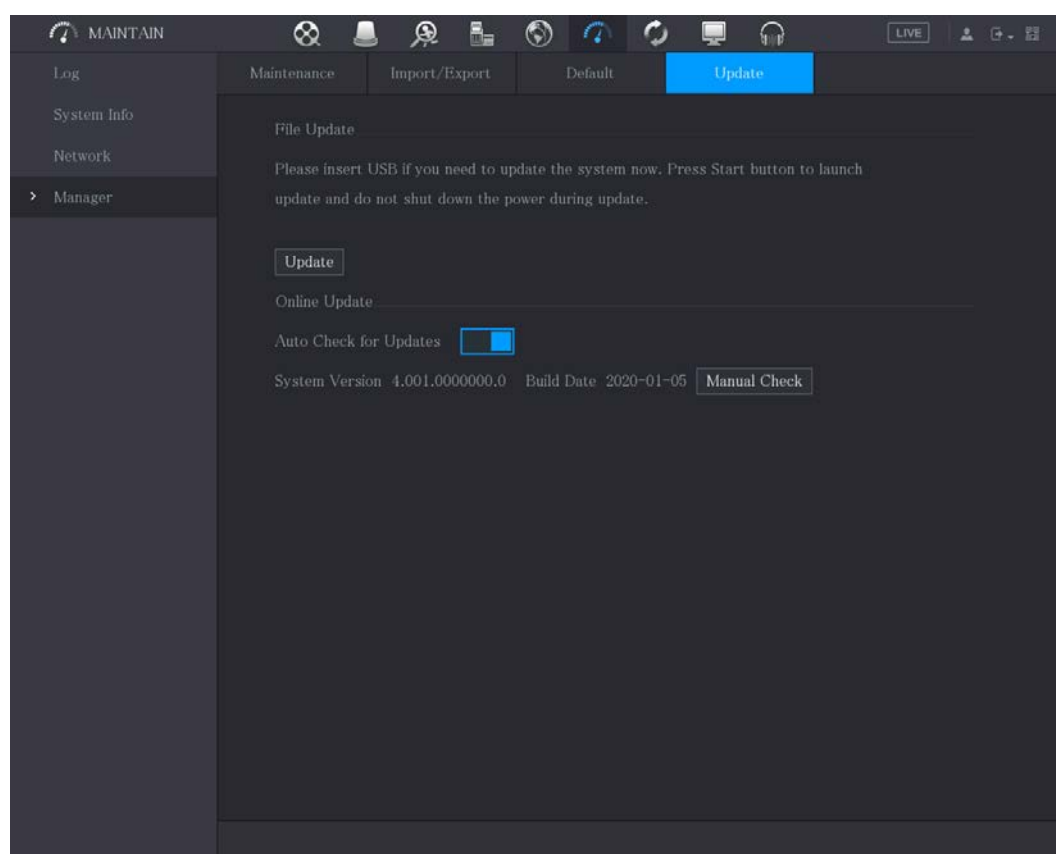 MAINTAIN
LIVE
Log
System Info
Network
Manager
Maintenance
Import/Export
Default
Update
File Update
Please insert USB if you need to update the system now. Press Start button to launch
update and do not shut down the power during update.
Update
Online Update
Auto Check for Updates
System Version 4.001.0000000.0 Build Date 2020-01-05 Manual Check